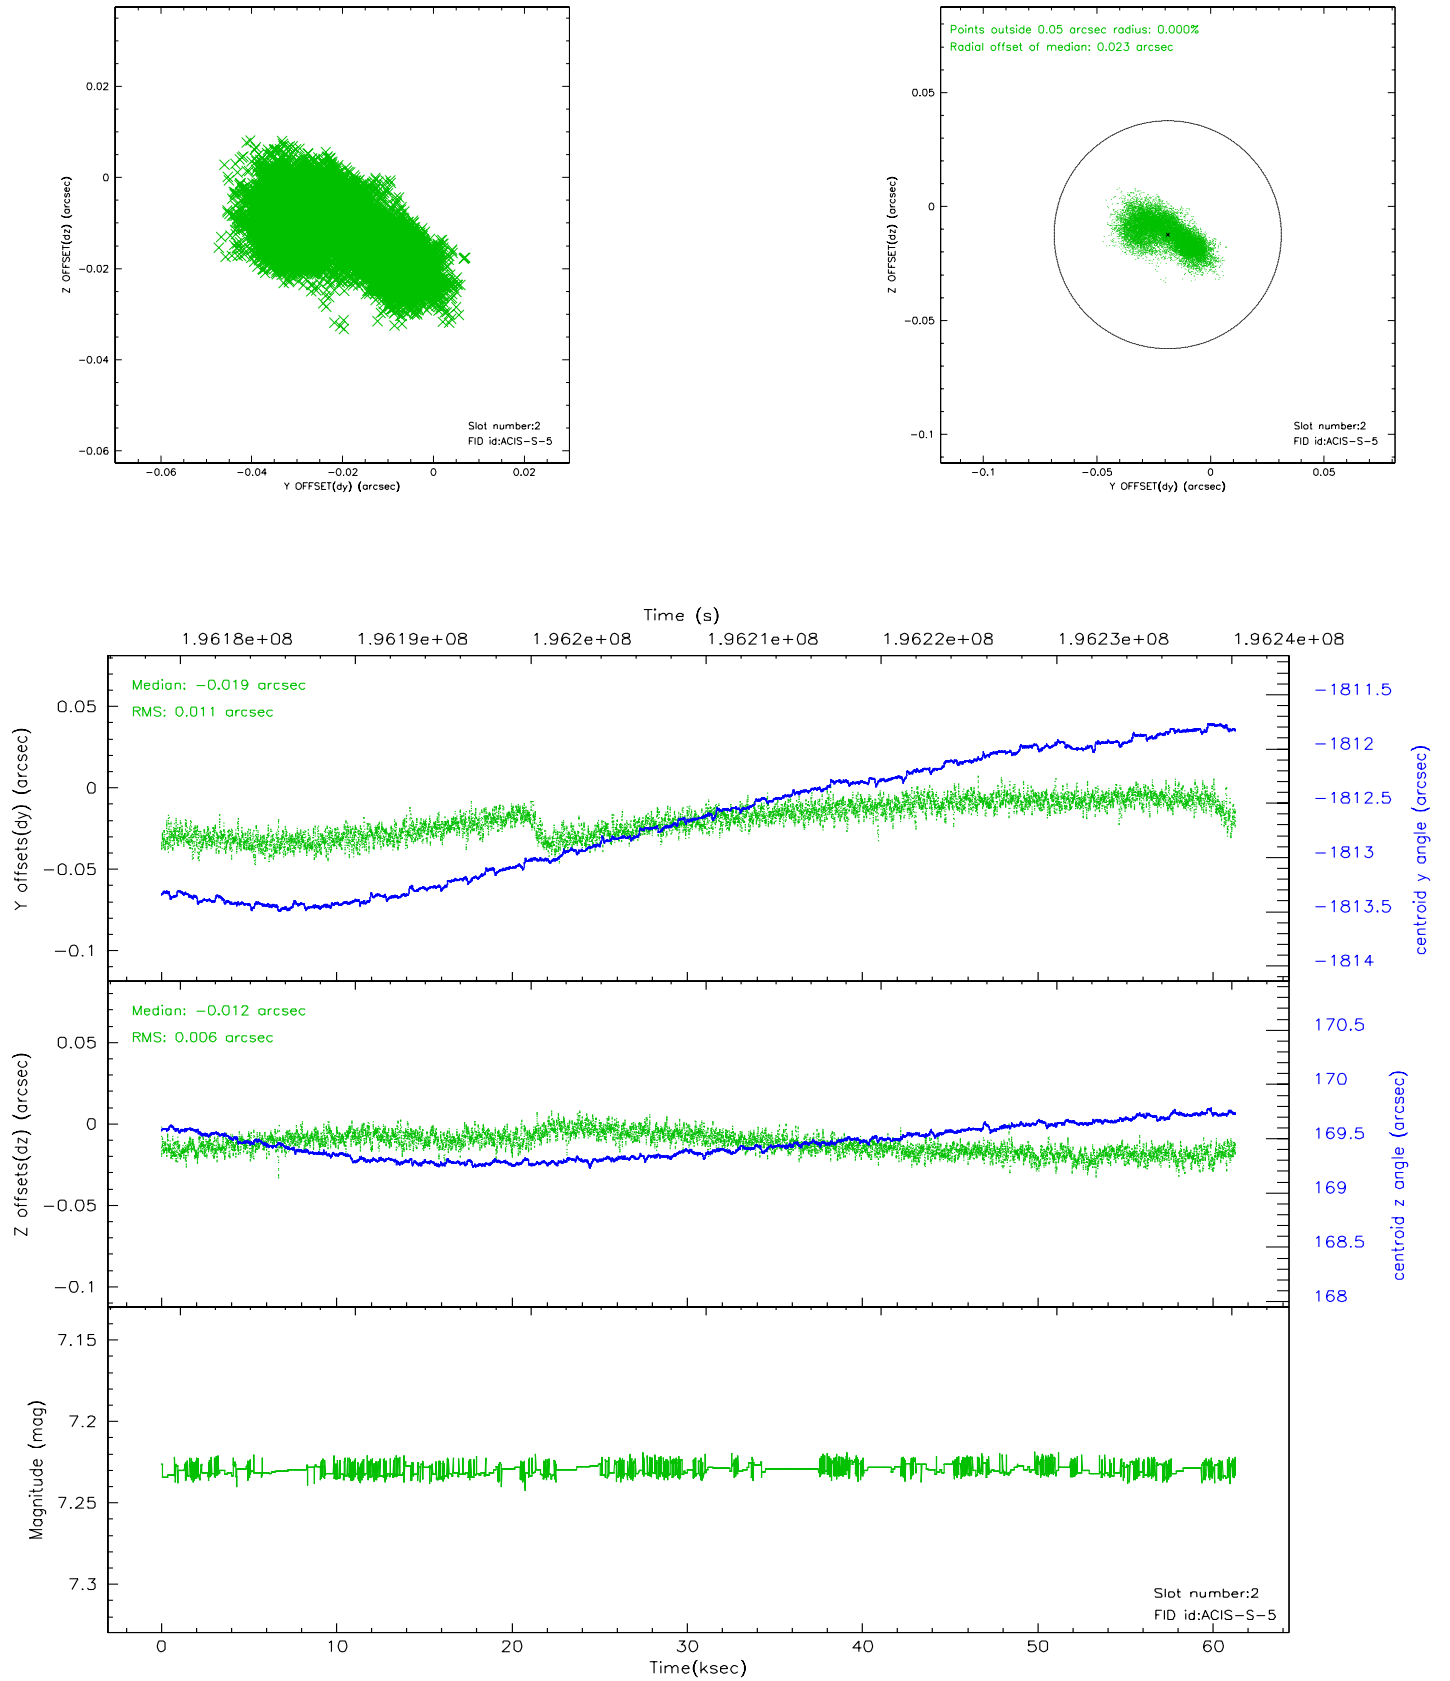 0.02
0
-0.02
-0.04
-0.06
Z OFFSET(dz) (arcsec)
Slot number:2
FID id:ACIS-S-5
-0.06
-0.04
-0.02
0
0.02
Y OFFSET(dy) (arcsec)
Points outside 0.05 arcsec radius: 0.000%
Radial offset of median: 0.023 arcsec
0.05
0
-0.05
-0.1
Z OFFSET(dz) (arcsec)
Slot number:2
FID id:ACIS-S-5
-0.1
-0.05
0
0.05
Y OFFSET(dy) (arcsec)
Time (s)
1.9618e+08
1.9619e+08
1.962e+08
1.9621e+08
1.9622e+08
1.9623e+08
1.9624e+08
Median: -0.019 arcsec
RMS: 0.011 arcsec
0.05
0
-0.05
-0.1
Y offsets(dy) (arcsec)
-1811.5
-1812
-1812.5
-1813
-1813.5
-1814
centroid y angle (arcsec)
Median: -0.012 arcsec
RMS: 0.006 arcsec
0.05
0
-0.05
-0.1
Z offsets(dz) (arcsec)
170.5
170
169.5
169
168.5
168
centroid z angle (arcsec)
7.15
7.2
7.25
7.3
Magnitude (mag)
Slot number:2
FID id:ACIS-S-5
0
10
20
30
40
50
60
Time(ksec)